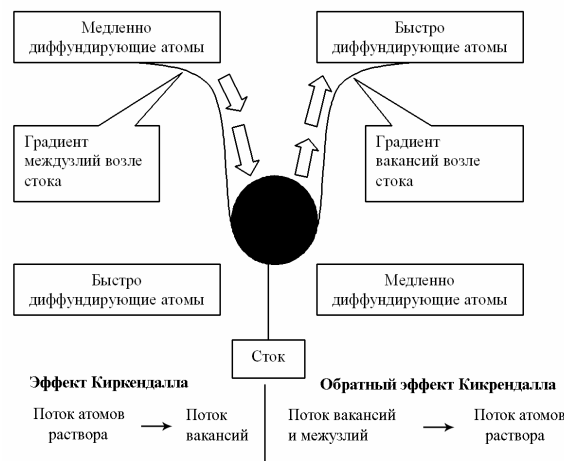 Медленно
диффундирующие атомы
Быстро
диффундирующие атомы
Градиент
междузлий возле
стока
Градиент
вакансий возле
стока
Быстро
диффундирующие атомы
Медленно
диффундирующие атомы
Сток
Эффект Киркендалла
Обратный эффект Кикрендалла
Поток атомов
раствора
Поток
вакансий
Поток вакансий
и межузлий
Поток атомов
раствора